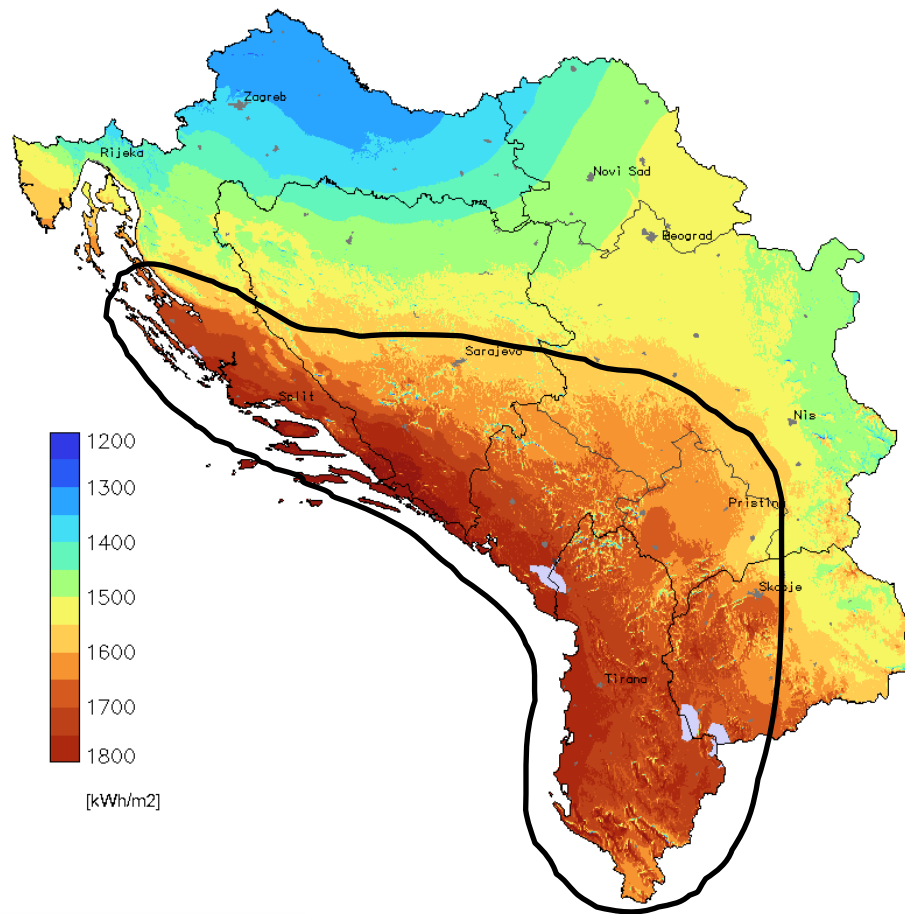 Zagreb
Rijeka
Novi Sad
Beograd
Sarajevo
Split
Nis
Pristina
Skopje
Tirana
1200
1300
1400
1500
1600
1700
1800
[kWh/m2]